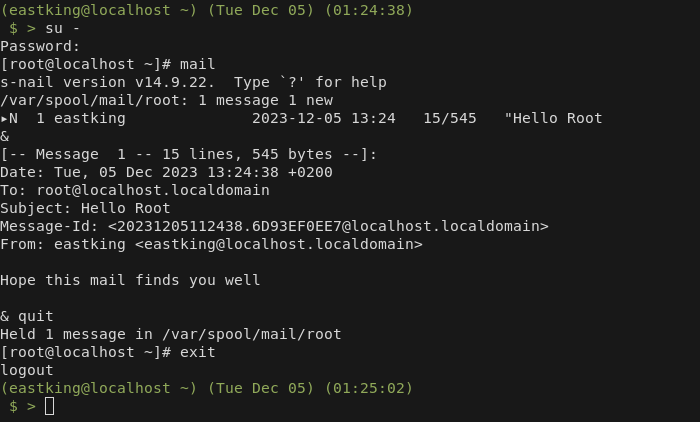 (eastking@localhost ~) (Tue Dec 05) (01:24:38)
$ > su -
Password:
[root@localhost ~]# mail
s-nail version v14.9.22.  Type `?' for help
/var/spool/mail/root: 1 message 1 new
▸N  1 eastking              2023-12-05 13:24   15/545   "Hello Root
&
[-- Message  1 -- 15 lines, 545 bytes --]:
Date: Tue, 05 Dec 2023 13:24:38 +0200
To: root@localhost.localdomain
Subject: Hello Root
Message-Id: <20231205112438.6D93EF0EE7@localhost.localdomain>
From: eastking <eastking@localhost.localdomain>

Hope this mail finds you well

& quit
Held 1 message in /var/spool/mail/root
[root@localhost ~]# exit
logout
(eastking@localhost ~) (Tue Dec 05) (01:25:02)
$ >